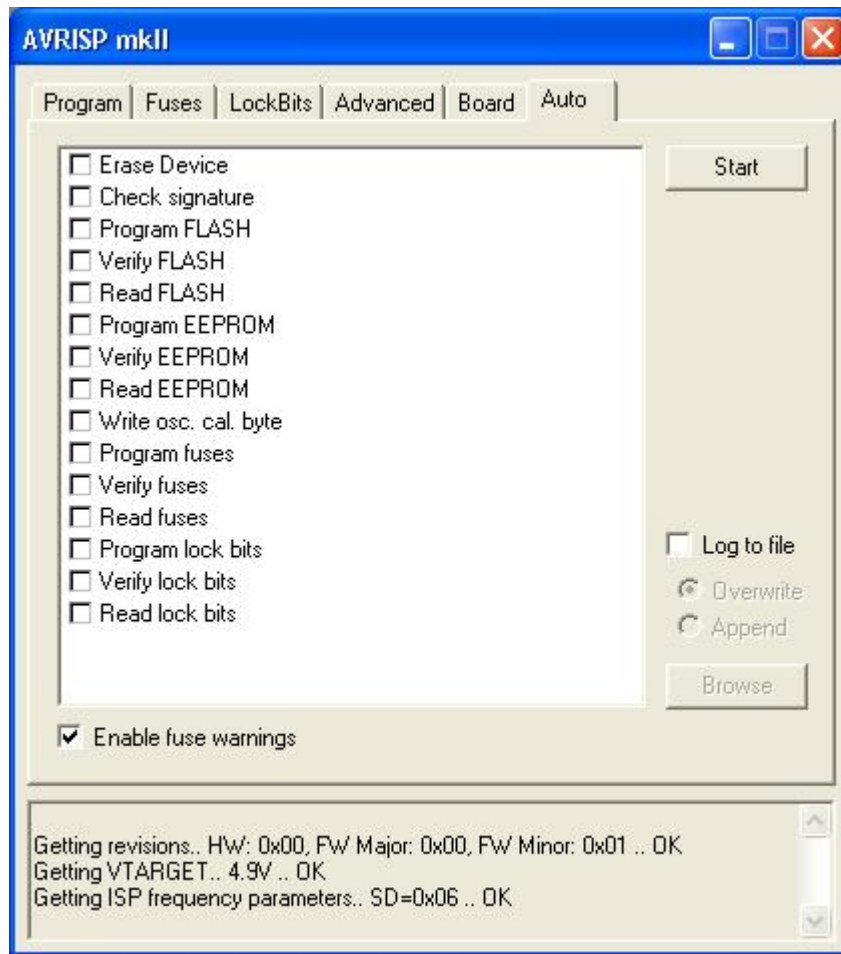 AVRISP mkII
Program Fuses LockBits Advanced Board Auto
Erase Device
Check signature
Program FLASH
Verify FLASH
Read FLASH
Program EEPROM
Verify EEPROM
Read EEPROM
Write osc. cal. byte
Program fuses
Verify fuses
Read fuses
Program lock bits
Verify lock bits
Read lock bits
Start
Log to file
Overwrite
Append
Browse
Enable fuse warnings
Getting revisions.. HW: 0x00, FW Major: 0x00, FW Minor: 0x01 .. OK
Getting VTARGET.. 4.9V .. OK
Getting ISP frequency parameters.. SD=0x06 .. OK